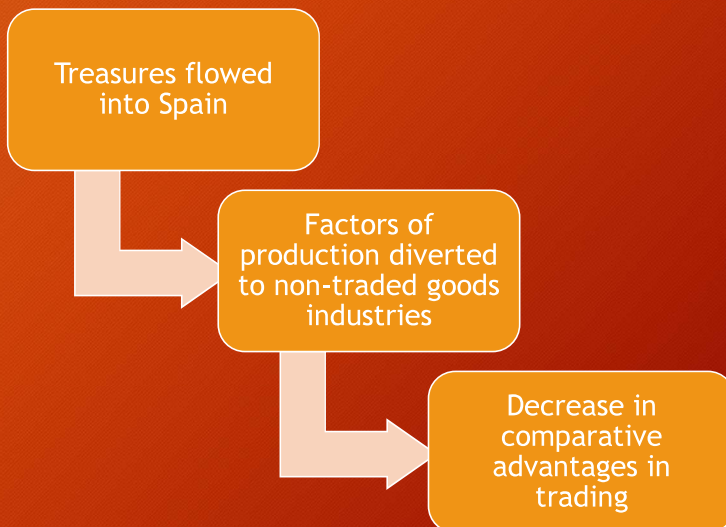 Treasures flowed
into Spain
Factors of
production diverted
to non-traded goods
industries
Decrease in
comparative
advantages in
trading